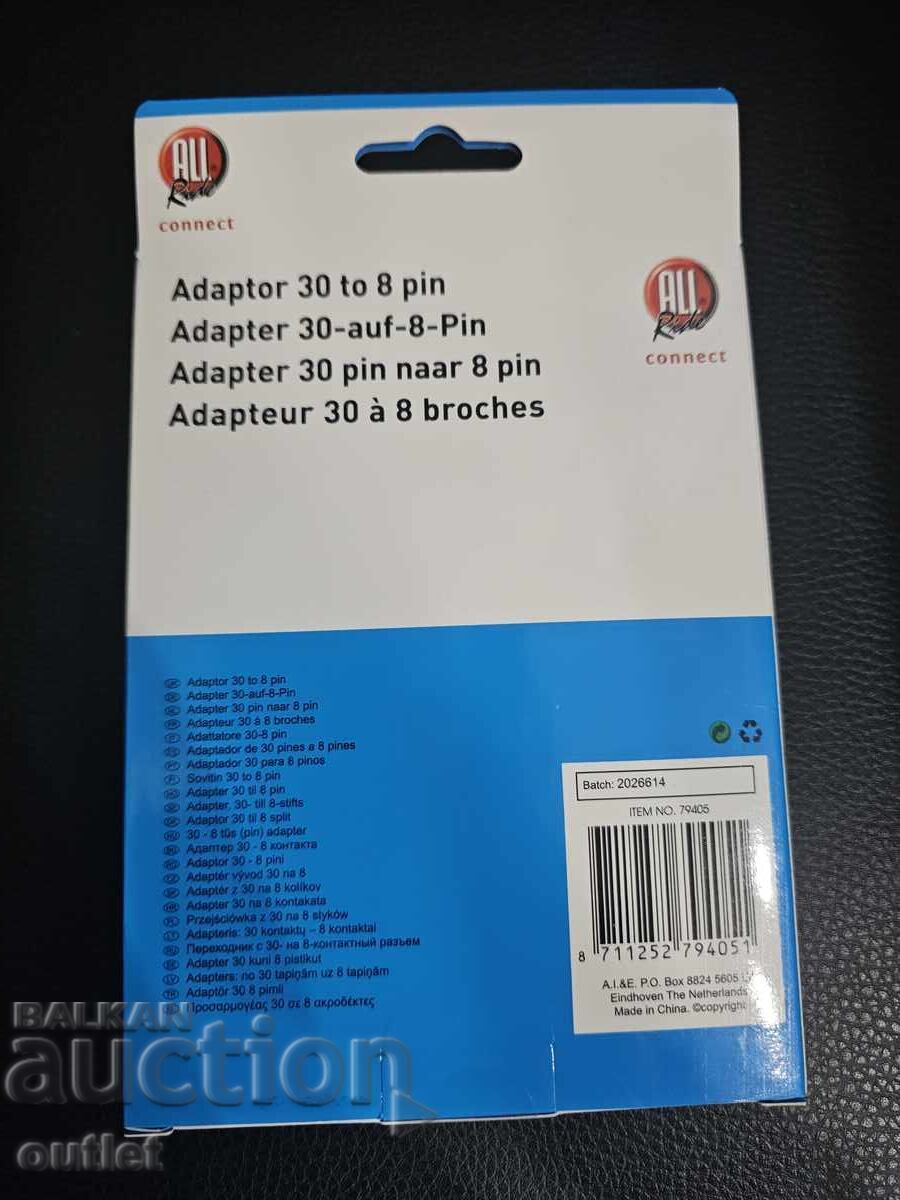 ALL
Ride
connect
Adaptor 30 to 8 pin
Adapter 30-auf-8-Pin
Adapter 30 pin naar 8 pin
Adapteur 30 à 8 broches
ALL
Ride
connect
Adaptor 30 to 8 pin
Adapter 30-auf-8-Pin
Adapter 30 pin naar 8 pin
Adapteur 30 à 8 broches
Adattatore 30-8 pin
Adaptador de 30 pines a 8 pines
Adaptador 30 para 8 pinos
Sovitin 30 to 8 pin
Adapter 30 til 8 pin
Adapter, 30- till 8-stifts
Adaptor 30 til 8 split
30 - 8 tűs (pin) adapter
Адаптер 30 - 8 контакта
Adaptor 30 - 8 pini
Adaptér vývod 30 na 8
Adaptér z 30 na 8 kolíkov
Adapter 30 na 8 kontakata
Przejściówka z 30 na 8 styków
Adapteris: 30 kontaktų – 8 kontaktai
Переходник с 30- на 8-контактный разъем
Adapter 30 kuni 8 pistikut
Adapters: no 30 tapiņām uz 8 tapiņām
Adaptör 30 8 pimli
Προσαρμογέας 30 σε 8 ακροδέκτες
Batch: 2026614
ITEM NO. 79405
8 711252 794051
A.I.&E. P.O. Box 8824 5605
Eindhoven The Netherlands
Made in China. ©copyright
BALKAN
auction
outlet